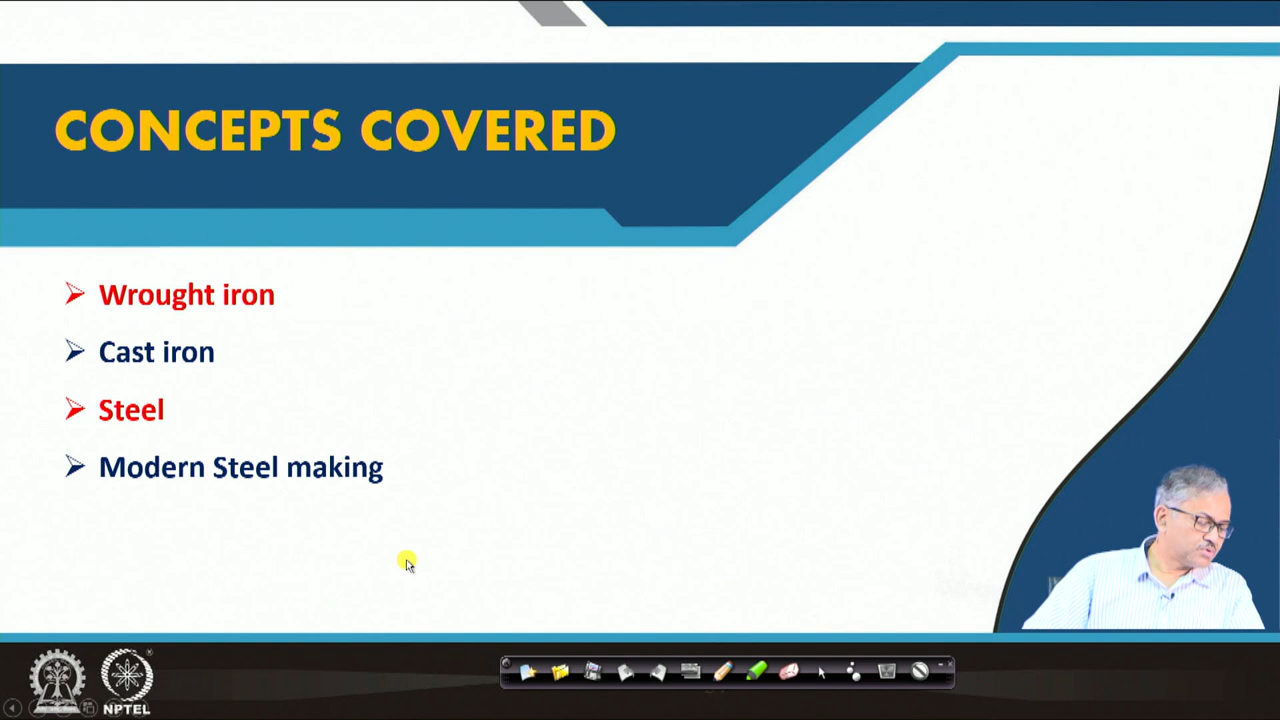 CONCEPTS COVERED
Wrought iron
Cast iron
Steel
Modern Steel making
NPTEL